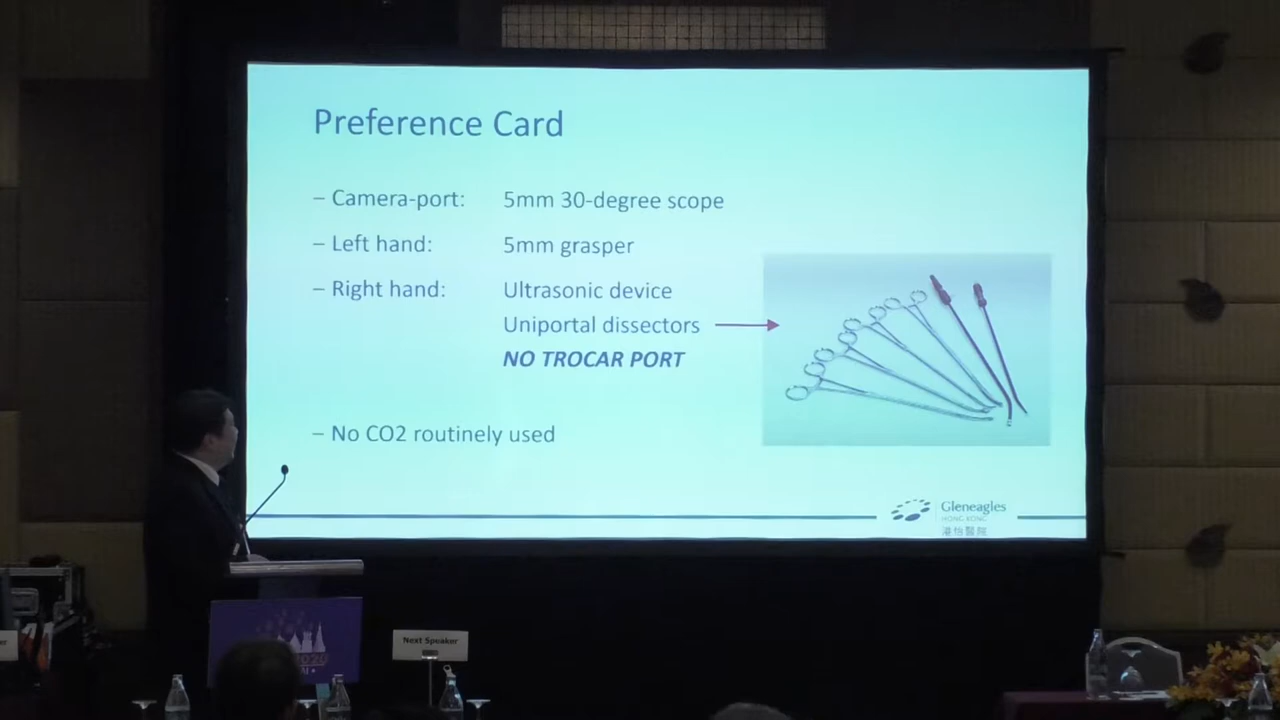 Preference Card
– Camera-port: 5mm 30-degree scope
– Left hand: 5mm grasper
– Right hand: Ultrasonic device
Uniportal dissectors
NO TROCAR PORT
– No CO2 routinely used
Gleneagles
HONG KONG
港怡醫院
Next Speaker
2020